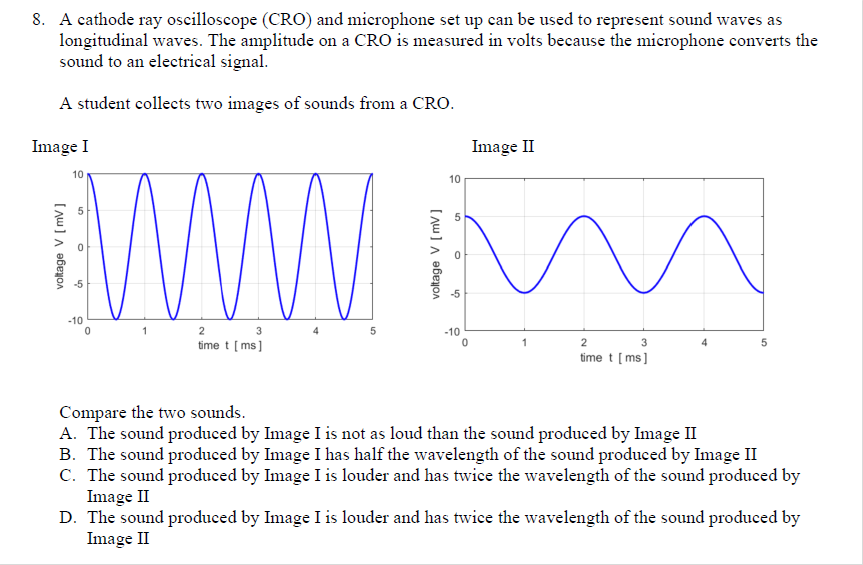 8. A cathode ray oscilloscope (CRO) and microphone set up can be used to represent sound waves as
longitudinal waves. The amplitude on a CRO is measured in volts because the microphone converts the
sound to an electrical signal.
A student collects two images of sounds from a CRO.
Image I
10
5
0
-5
-10
voltage V [ mV ]
0 1 2 3 4 5
time t [ ms ]
Image II
10
5
0
-5
-10
voltage V [ mV ]
0 1 2 3 4 5
time t [ ms ]
Compare the two sounds.
A. The sound produced by Image I is not as loud than the sound produced by Image II
B. The sound produced by Image I has half the wavelength of the sound produced by Image II
C. The sound produced by Image I is louder and has twice the wavelength of the sound produced by
Image II
D. The sound produced by Image I is louder and has twice the wavelength of the sound produced by
Image II